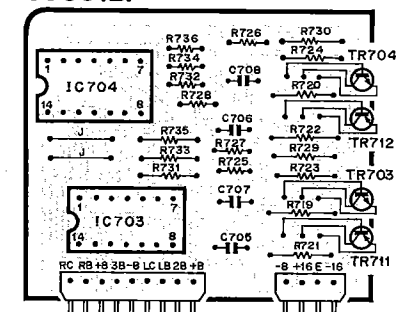 R736
R726
R730
R734
R724
TR704
C708
1
7
IC704
R732
R720
14
8
R728
C706
TR712
J
R735
R722
R727
J
R733
R729
R725
R731
R723
TR703
1
7
C707
IC703
R719
14
8
C705
R721
TR711
RC RB +B 3B -B LC LB 2B +B
-B +16 E -16